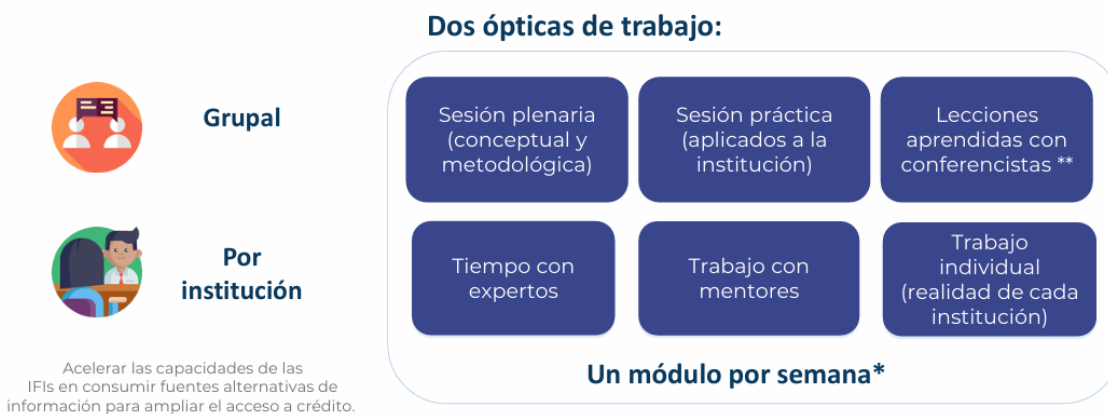 Dos ópticas de trabajo:
Grupal
Sesión plenaria
(conceptual y
metodológica)
Sesión práctica
(aplicados a la
institución)
Lecciones
aprendidas con
conferencistas **
Por
institución
Tiempo con
expertos
Trabajo con
mentores
Trabajo
individual
(realidad de cada
institución)
Un módulo por semana*
Acelerar las capacidades de las
IFIs en consumir fuentes alternativas de
información para ampliar el acceso a crédito.